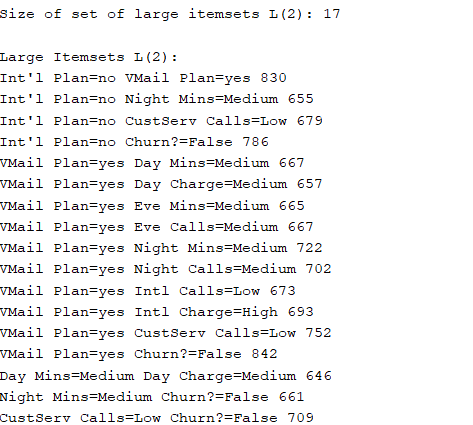 Size of set of large itemsets L(2): 17
Large Itemsets L(2):
Int'l Plan=no VMail Plan=yes 830
Int'l Plan=no Night Mins=Medium 655
Int'l Plan=no CustServ Calls=Low 679
Int'l Plan=no Churn?=False 786
VMail Plan=yes Day Mins=Medium 667
VMail Plan=yes Day Charge=Medium 657
VMail Plan=yes Eve Mins=Medium 665
VMail Plan=yes Eve Calls=Medium 667
VMail Plan=yes Night Mins=Medium 722
VMail Plan=yes Night Calls=Medium 702
VMail Plan=yes Intl Calls=Low 673
VMail Plan=yes Intl Charge=High 693
VMail Plan=yes CustServ Calls=Low 752
VMail Plan=yes Churn?=False 842
Day Mins=Medium Day Charge=Medium 646
Night Mins=Medium Churn?=False 661
CustServ Calls=Low Churn?=False 709